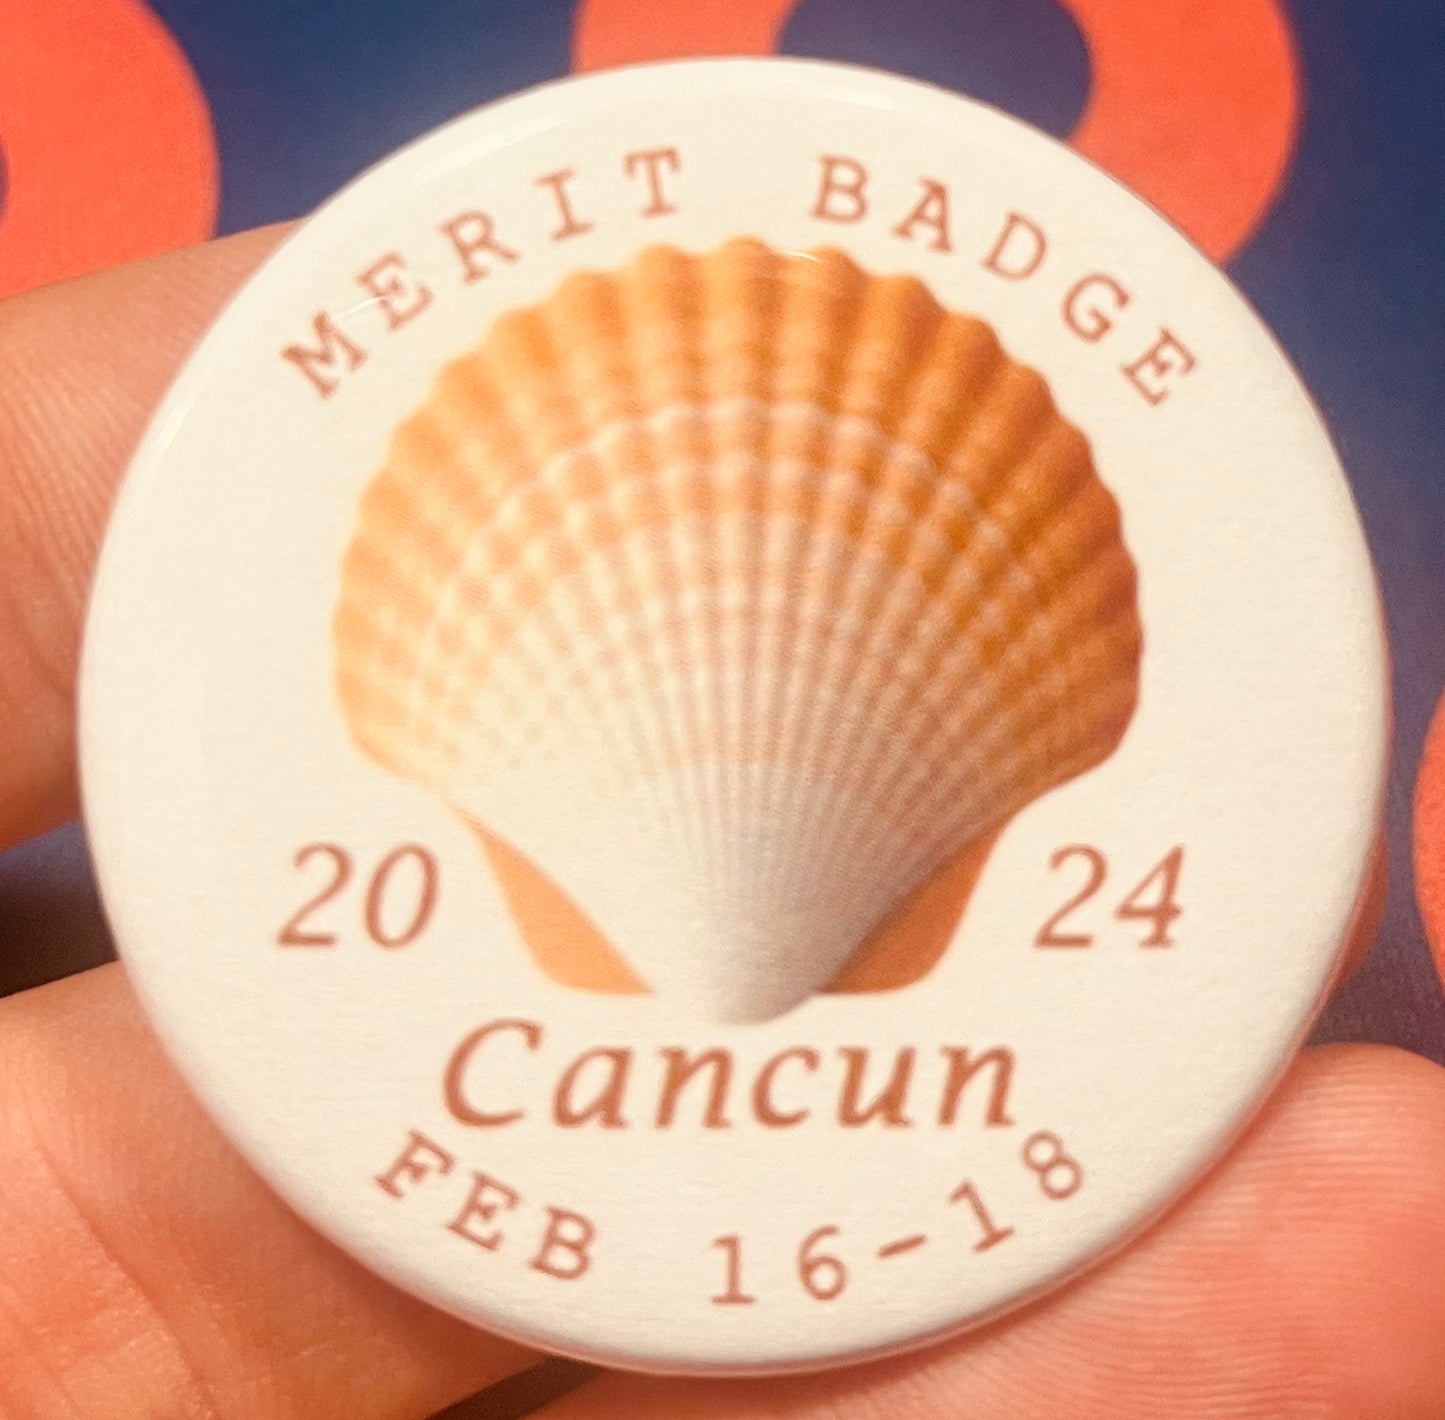 MERIT BADGE
20 24
Cancun
FEB 16-18